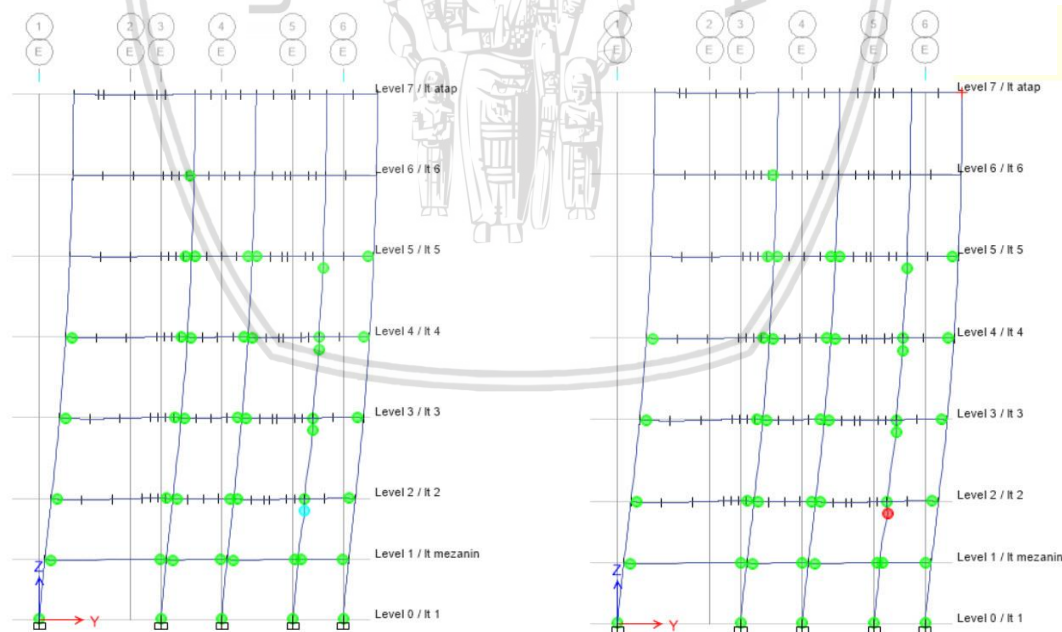 1 2 3 4 5 6
E E E E E E
Level 7 / lt atap
Level 6 / lt 6
Level 5 / lt 5
Level 4 / lt 4
Level 3 / lt 3
Level 2 / lt 2
Level 1 / lt mezanin
Z
Level 0 / lt 1
Y
1 2 3 4 5 6
E E E E E E
Level 7 / lt atap
Level 6 / lt 6
Level 5 / lt 5
Level 4 / lt 4
Level 3 / lt 3
Level 2 / lt 2
Level 1 / lt mezanin
Z
Level 0 / lt 1
Y